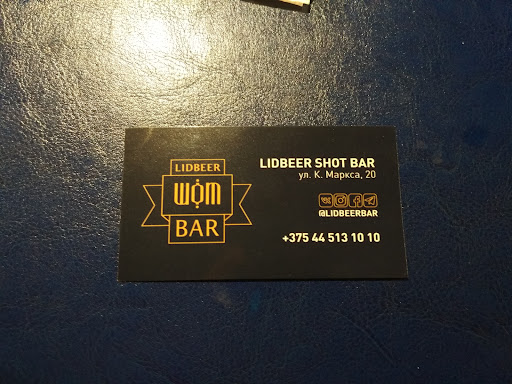 LIDBEER
шот
BAR
LIDBEER SHOT BAR
ул. К. Маркса, 20
@LIDBEERBAR
+375 44 513 10 10